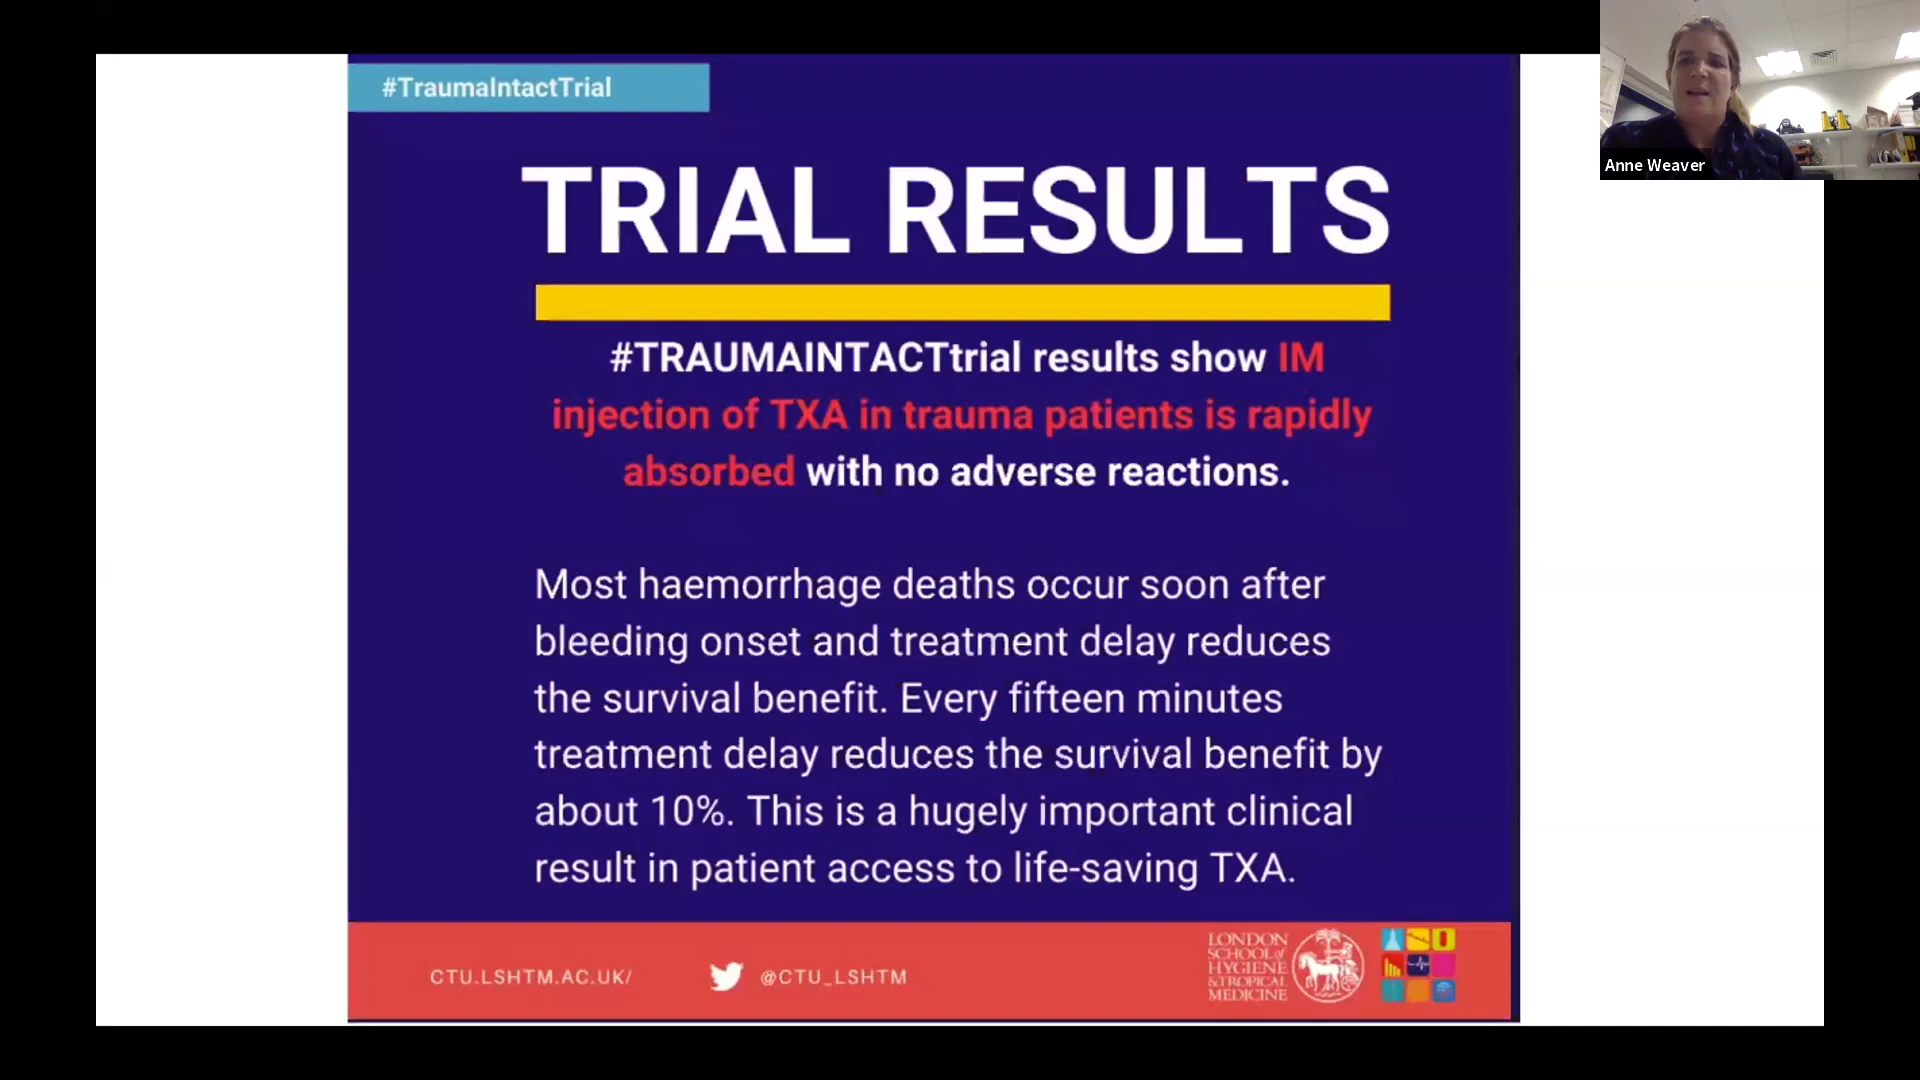 #TraumaIntactTrial
Anne Weaver
TRIAL RESULTS
#TRAUMAINTACTtrial results show IM
injection of TXA in trauma patients is rapidly
absorbed with no adverse reactions.
Most haemorrhage deaths occur soon after
bleeding onset and treatment delay reduces
the survival benefit. Every fifteen minutes
treatment delay reduces the survival benefit by
about 10%. This is a hugely important clinical
result in patient access to life-saving TXA.
CTU.LSHTM.AC.UK/
@CTU_LSHTM
LONDON
SCHOOL of
HYGIENE
& TROPICAL
MEDICINE